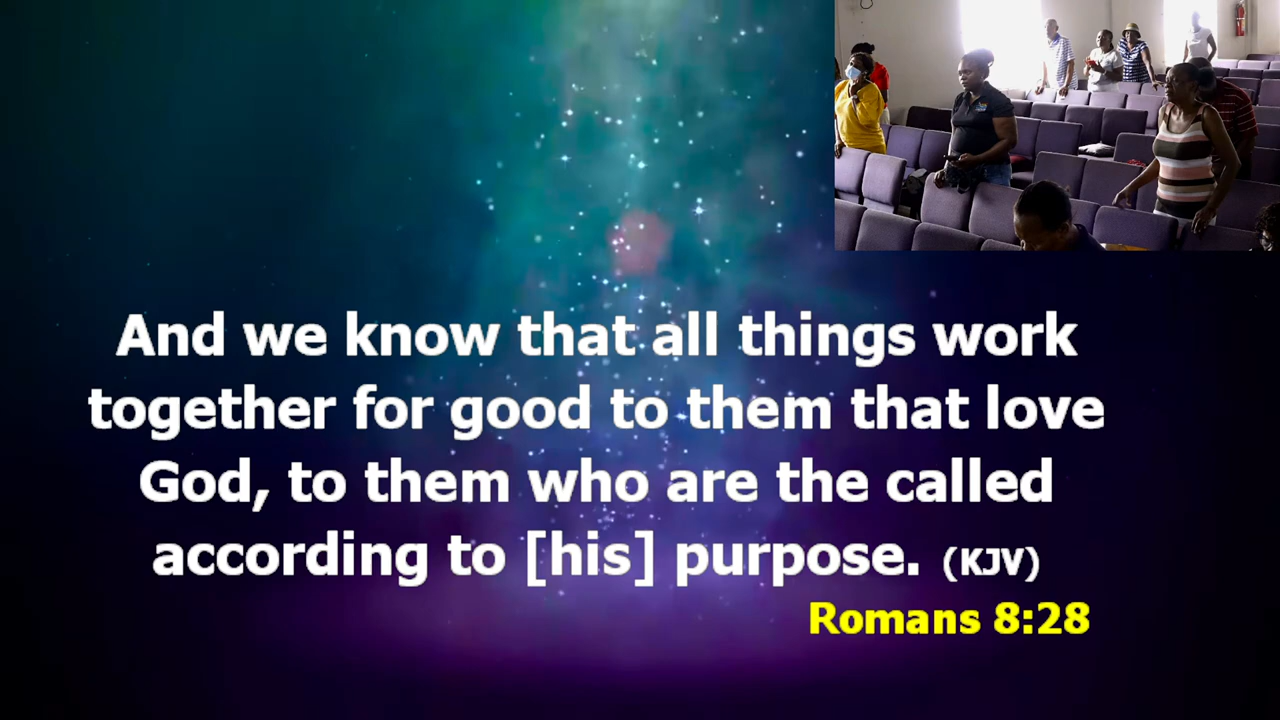 And we know that all things work
together for good to them that love
God, to them who are the called
according to [his] purpose. (KJV)
Romans 8:28